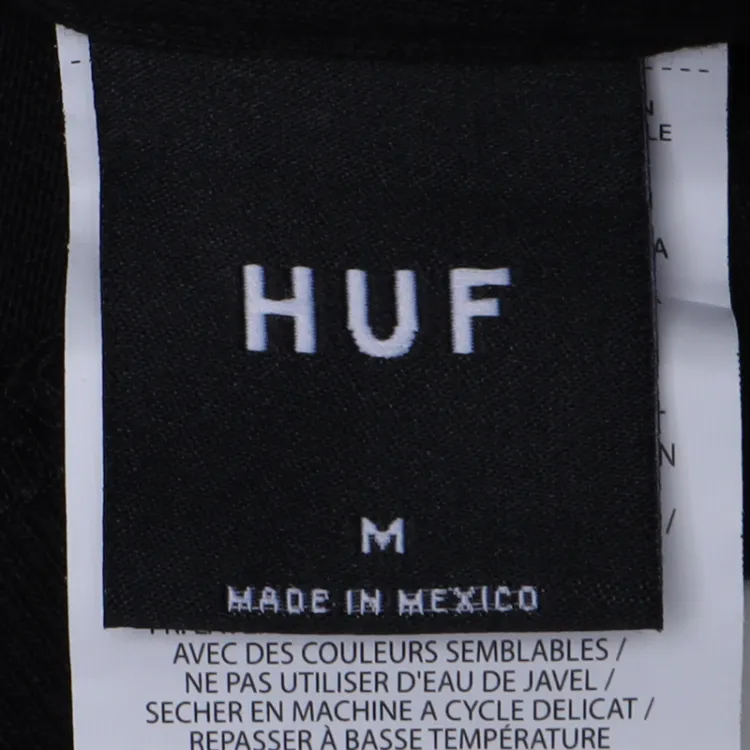 HUF
M
MADE IN MEXICO
AVEC DES COULEURS SEMBLABLES /
NE PAS UTILISER D'EAU DE JAVEL /
SECHER EN MACHINE A CYCLE DELICAT /
REPASSER À BASSE TEMPÉRATURE